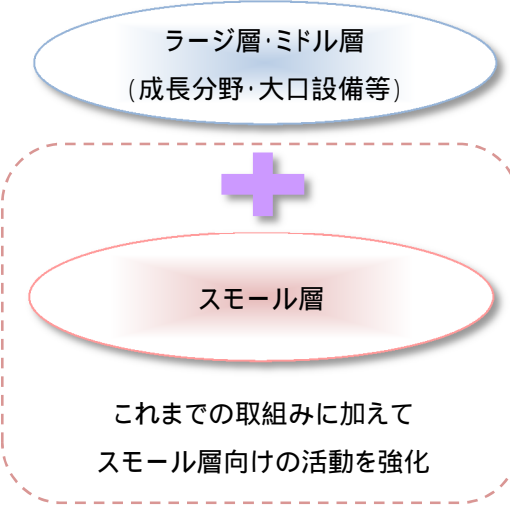 ラージ層・ミドル層
(成長分野・大口設備等)
スモール層
これまでの取組みに加えて
スモール層向けの活動を強化